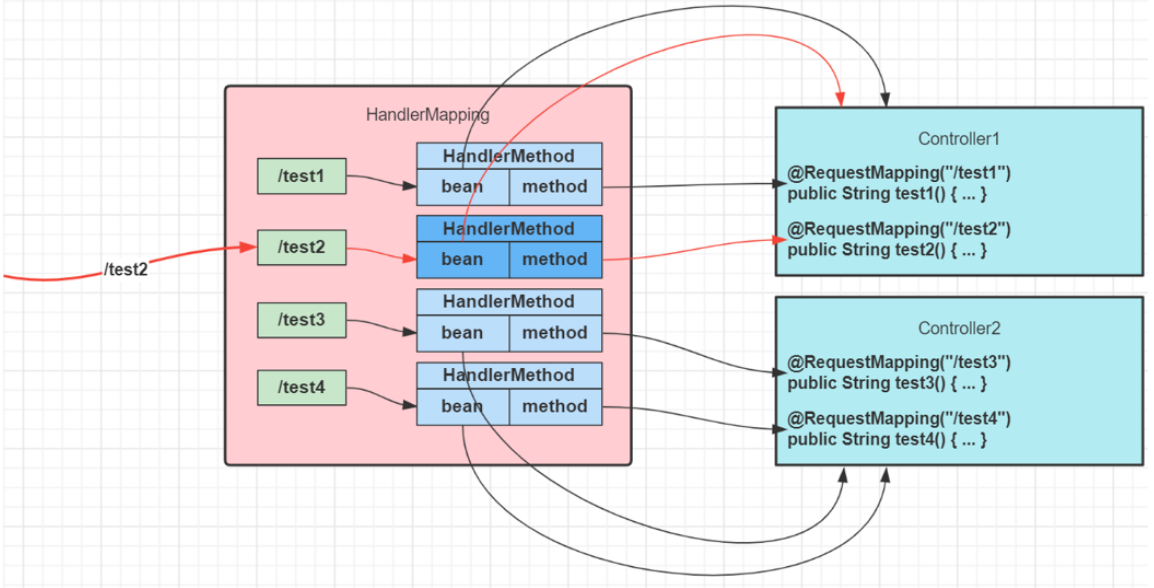 HandlerMapping
/test1
HandlerMethod
bean
method
/test2
/test2
HandlerMethod
bean
method
/test3
HandlerMethod
bean
method
/test4
HandlerMethod
bean
method
Controller1
@RequestMapping("/test1")
public String test1() { ... }
@RequestMapping("/test2")
public String test2() { ... }
Controller2
@RequestMapping("/test3")
public String test3() { ... }
@RequestMapping("/test4")
public String test4() { ... }